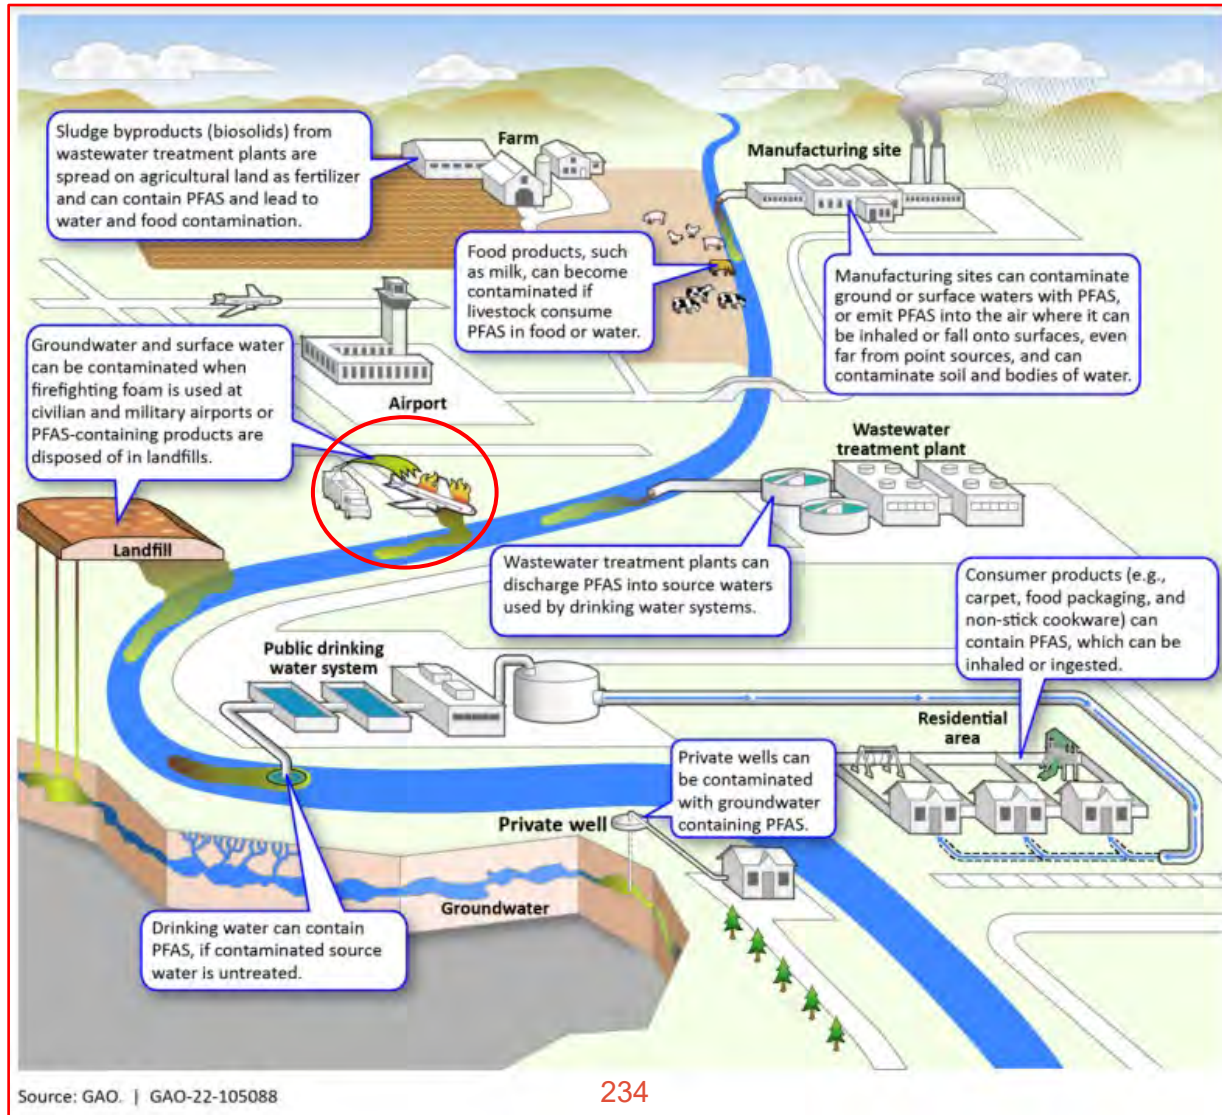 Sludge byproducts (biosolids) from
wastewater treatment plants are
spread on agricultural land as fertilizer
and can contain PFAS and lead to
water and food contamination.
Farm
Manufacturing site
Food products, such
as milk, can become
contaminated if
livestock consume
PFAS in food or water.
Manufacturing sites can contaminate
ground or surface waters with PFAS,
or emit PFAS into the air where it can
be inhaled or fall onto surfaces, even
far from point sources, and can
contaminate soil and bodies of water.
Groundwater and surface water
can be contaminated when
firefighting foam is used at
civilian and military airports or
PFAS-containing products are
disposed of in landfills.
Airport
Wastewater
treatment plant
Landfill
Wastewater treatment plants can
discharge PFAS into source waters
used by drinking water systems.
Consumer products (e.g.,
carpet, food packaging, and
non-stick cookware) can
contain PFAS, which can be
inhaled or ingested.
Public drinking
water system
Residential
area
Private wells can
be contaminated
with groundwater
containing PFAS.
Private well
Groundwater
Drinking water can contain
PFAS, if contaminated source
water is untreated.
Source: GAO. | GAO-22-105088
234